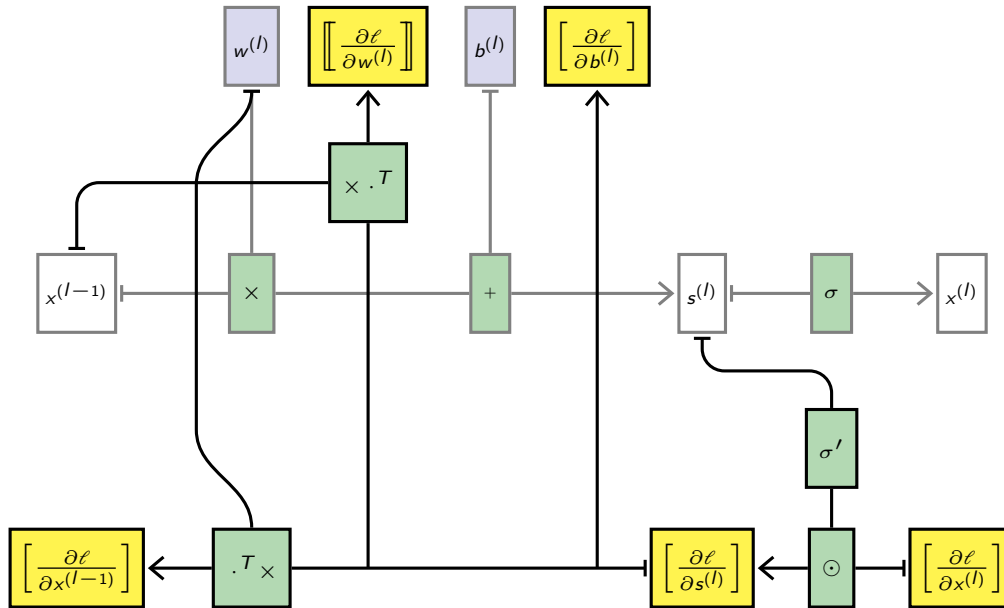 w^{(l)} [[∂ℓ/∂w^{(l)}]] b^{(l)} [∂ℓ/∂b^{(l)}]
× ·^T
x^{(l−1)} × + s^{(l)} σ x^{(l)}
σ′
[∂ℓ/∂x^{(l−1)}] ·^T × [∂ℓ/∂s^{(l)}] ⊙ [∂ℓ/∂x^{(l)}]